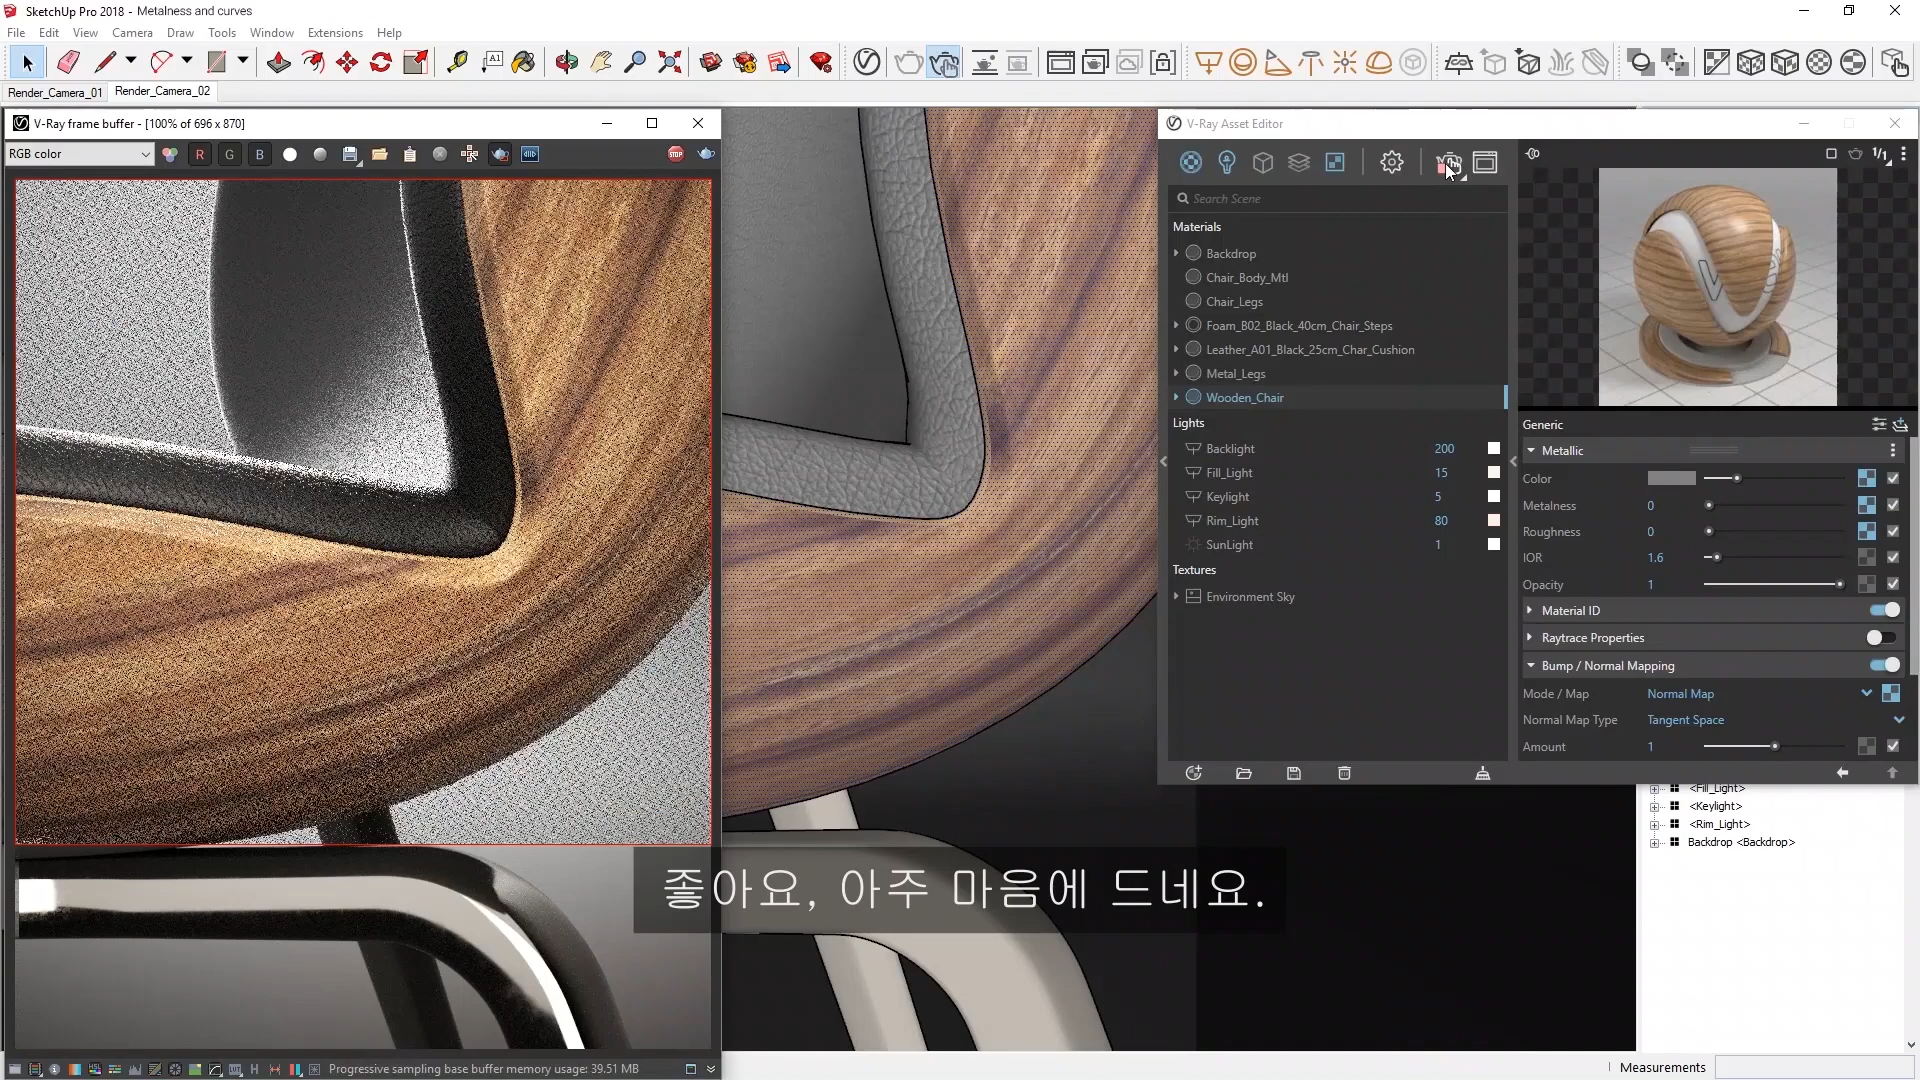 SketchUp Pro 2018 - Metalness and curves
File Edit View Camera Draw Tools Window Extensions Help
Render_Camera_01 Render_Camera_02
V-Ray frame buffer - [100% of 696 x 870]
RGB color
R G B
STOP
V-Ray Asset Editor
Search Scene
Materials
Backdrop
Chair_Body_Mtl
Chair_Legs
Foam_B02_Black_40cm_Chair_Steps
Leather_A01_Black_25cm_Char_Cushion
Metal_Legs
Wooden_Chair
Lights
Backlight 200
Fill_Light 15
Keylight 5
Rim_Light 80
SunLight 1
Textures
Environment Sky
1/1
Generic
Metallic
Color
Metalness 0
Roughness 0
IOR 1.6
Opacity 1
Material ID
Raytrace Properties
Bump / Normal Mapping
Mode / Map Normal Map
Normal Map Type Tangent Space
Amount 1
<Fill_Light>
<Keylight>
<Rim_Light>
Backdrop <Backdrop>
좋아요, 아주 마음에 드네요.
Progressive sampling base buffer memory usage: 39.51 MB
Measurements